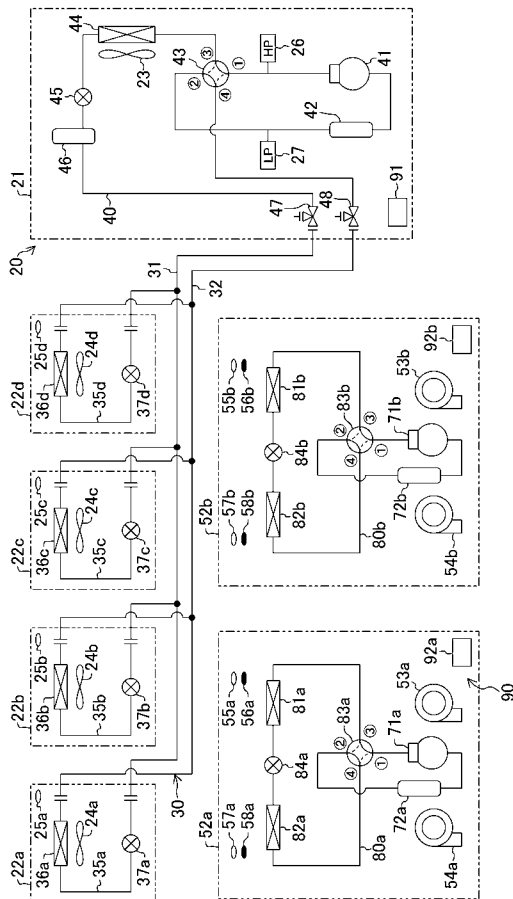 20
21
44
45
46
23
43
③
②
①
④
HP
26
41
42
LP
27
40
47
48
91
31
32
22d
25d
36d
24d
35d
37d
22c
25c
36c
24c
35c
37c
22b
25b
36b
24b
35b
37b
22a
25a
36a
24a
35a
37a
30
52b
57b
58b
55b
56b
82b
84b
81b
83b
②
③
④
①
80b
72b
71b
54b
53b
92b
52a
57a
58a
55a
56a
82a
84a
81a
83a
②
③
④
①
80a
72a
71a
54a
53a
92a
90